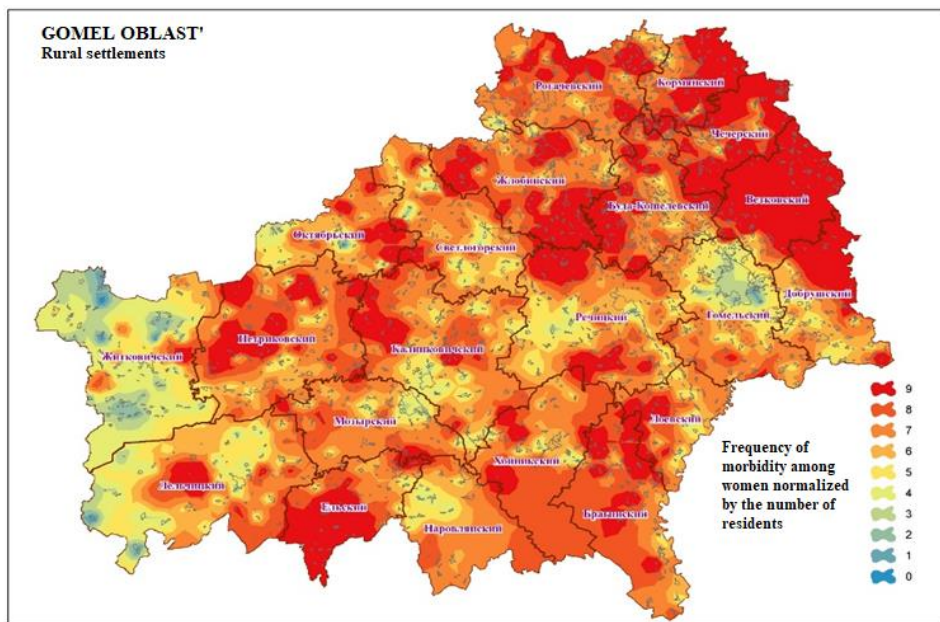 GOMEL OBLAST'
Rural settlements
Рогачевский
Кормянский
Чечерский
Жлобинский
Буда-Кошелевский
Ветковский
Октябрьский
Светлогорский
Добрушский
Речицкий
Гомельский
Житковичский
Петриковский
Калинковичский
Мозырский
Лоевский
Хойникский
Лельчицкий
Ельский
Наровлянский
Брагинский
Frequency of
morbidity among
women normalized
by the number of
residents
9
8
7
6
5
4
3
2
1
0